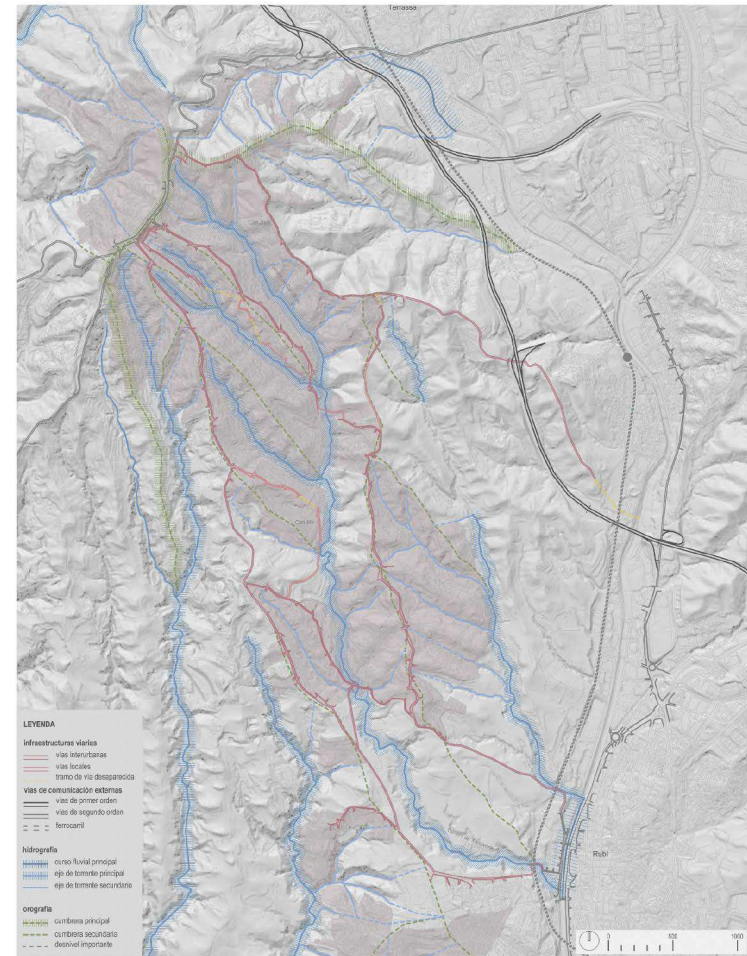 Terrassa
Can Mir
Rubí
LEYENDA
infraestructuras viarias
vías interurbanas
vías locales
tramo de vía desaparecida
vías de comunicación externas
vías de primer orden
vías de segundo orden
ferrocarril
hidrografía
curso fluvial principal
eje de torrente principal
eje de torrente secundario
orografía
cumbrera principal
cumbrera secundaria
desnivel importante
0 500 1000